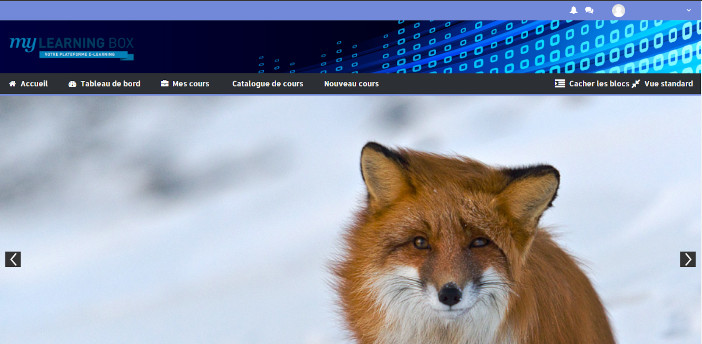 my LEARNING BOX
VOTRE PLATEFORME E-LEARNING
Accueil Tableau de bord Mes cours Catalogue de cours Nouveau cours Cacher les blocs Vue standard